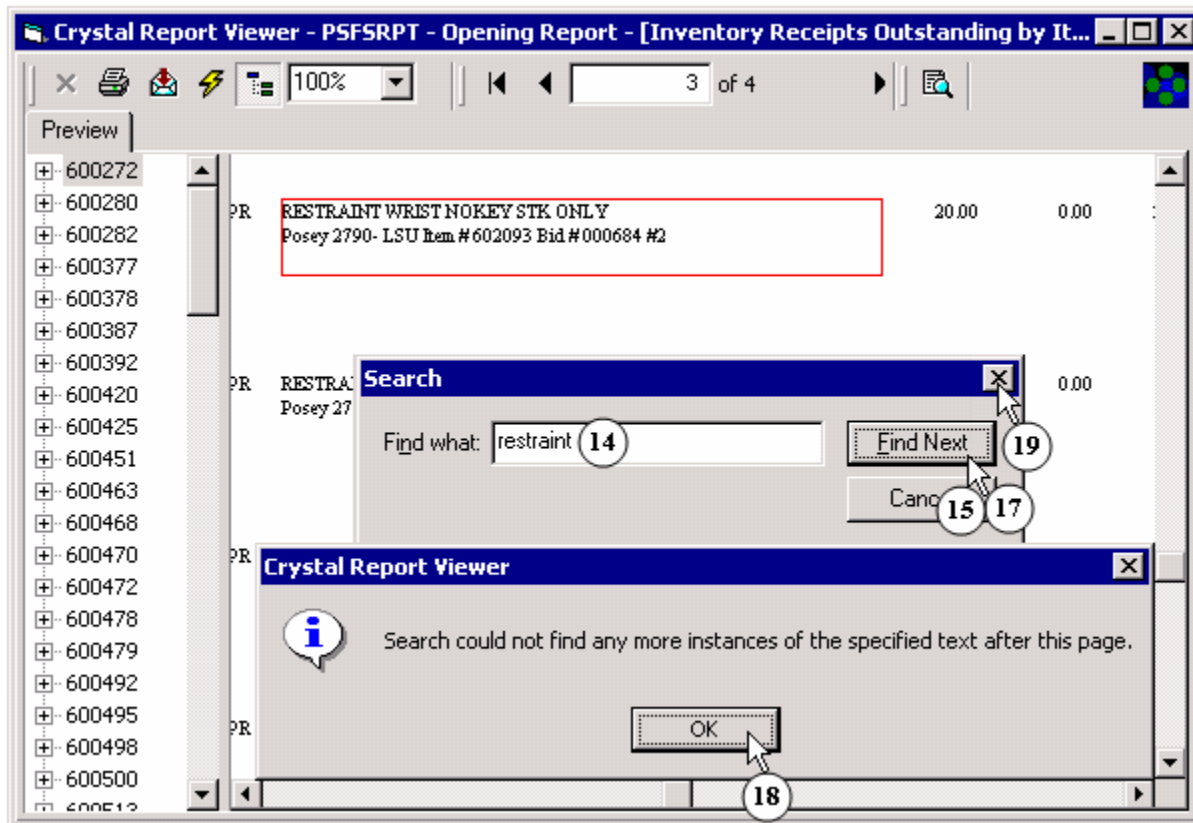 Crystal Report Viewer - PSFSRPT - Opening Report - [Inventory Receipts Outstanding by It...
100% 3 of 4
Preview
600272
600280
600282
600377
600378
600387
600392
600420
600425
600451
600463
600468
600470
600472
600478
600479
600492
600495
600498
600500
600513
PR RESTRAINT WRIST NOKEY STK ONLY 20.00 0.00
Posey 2790- LSU Item #602093 Bid #000684 #2
PR RESTRAI 0.00
Posey 27
PR
PR
Search
Find what: restraint 14 Find Next 19
Canc 15 17
Crystal Report Viewer
Search could not find any more instances of the specified text after this page.
OK
18